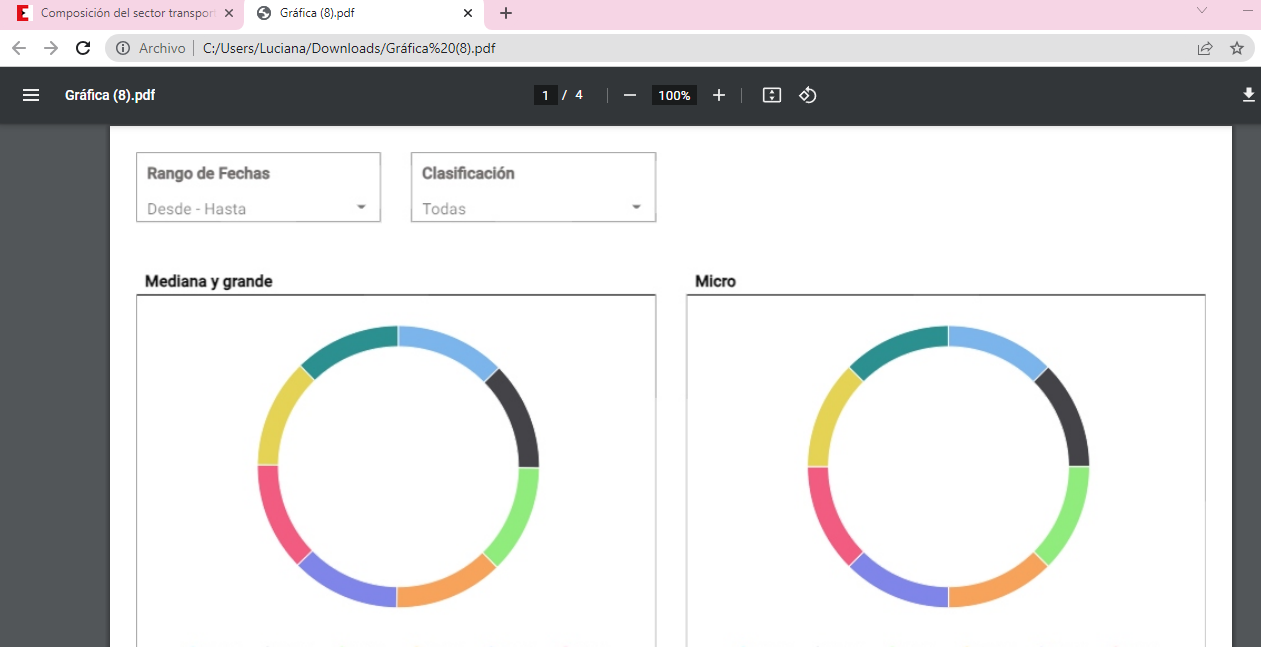 Composición del sector transpor
Gráfica (8).pdf
Archivo
C:/Users/Luciana/Downloads/Gráfica%20(8).pdf
Gráfica (8).pdf
1 / 4
100%
Rango de Fechas
Desde - Hasta
Clasificación
Todas
Mediana y grande
Micro